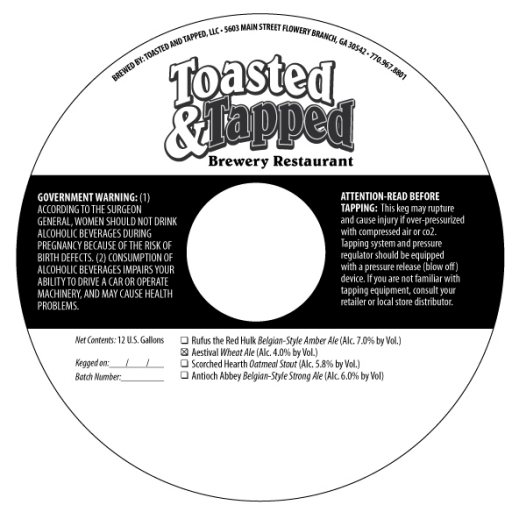 BREWED BY: TOASTED AND TAPPED, LLC • 5603 MAIN STREET FLOWERY BRANCH, GA 30542 • 770.967.8801
Toasted
&Tapped
Brewery Restaurant
GOVERNMENT WARNING: (1)
ACCORDING TO THE SURGEON
GENERAL, WOMEN SHOULD NOT DRINK
ALCOHOLIC BEVERAGES DURING
PREGNANCY BECAUSE OF THE RISK OF
BIRTH DEFECTS. (2) CONSUMPTION OF
ALCOHOLIC BEVERAGES IMPAIRS YOUR
ABILITY TO DRIVE A CAR OR OPERATE
MACHINERY, AND MAY CAUSE HEALTH
PROBLEMS.
ATTENTION-READ BEFORE
TAPPING: This keg may rupture
and cause injury if over-pressurized
with compressed air or co2.
Tapping system and pressure
regulator should be equipped
with a pressure release (blow off)
device. If you are not familiar with
tapping equipment, consult your
retailer or local store distributor.
Net Contents: 12 U.S. Gallons
Kegged on:____/____/____
Batch Number:__________
☐ Rufus the Red Hulk Belgian-Style Amber Ale (Alc. 7.0% by Vol.)
☒ Aestival Wheat Ale (Alc. 4.0% by Vol.)
☐ Scorched Hearth Oatmeal Stout (Alc. 5.8% by Vol.)
☐ Antioch Abbey Belgian-Style Strong Ale (Alc. 6.0% by Vol)